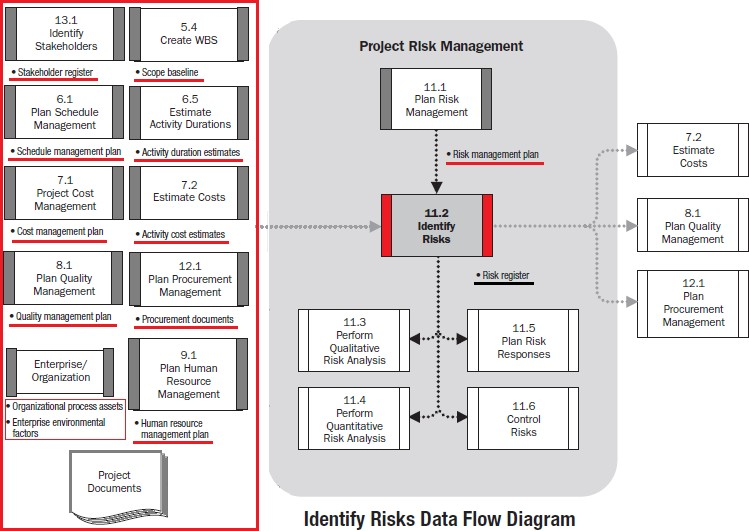 13.1
Identify
Stakeholders
• Stakeholder register
5.4
Create WBS
• Scope baseline
6.1
Plan Schedule
Management
• Schedule management plan
6.5
Estimate
Activity Durations
• Activity duration estimates
7.1
Project Cost
Management
• Cost management plan
7.2
Estimate Costs
• Activity cost estimates
8.1
Plan Quality
Management
• Quality management plan
12.1
Plan Procurement
Management
• Procurement documents
Enterprise/
Organization
• Organizational process assets
• Enterprise environmental
factors
9.1
Plan Human
Resource
Management
• Human resource
management plan
Project
Documents
Project Risk Management
11.1
Plan Risk
Management
• Risk management plan
11.2
Identify
Risks
• Risk register
11.3
Perform
Qualitative
Risk Analysis
11.5
Plan Risk
Responses
11.4
Perform
Quantitative
Risk Analysis
11.6
Control
Risks
7.2
Estimate
Costs
8.1
Plan Quality
Management
12.1
Plan
Procurement
Management
Identify Risks Data Flow Diagram